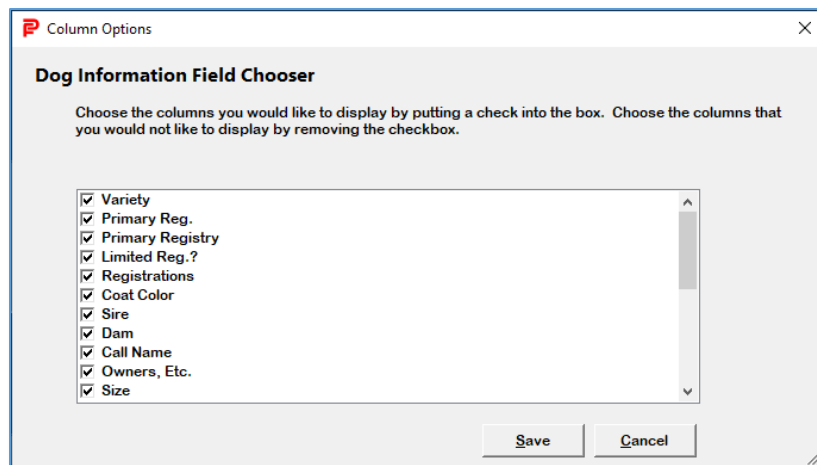 Column Options
Dog Information Field Chooser
Choose the columns you would like to display by putting a check into the box.  Choose the columns that
you would not like to display by removing the checkbox.
Variety
Primary Reg.
Primary Registry
Limited Reg.?
Registrations
Coat Color
Sire
Dam
Call Name
Owners, Etc.
Size
Save
Cancel